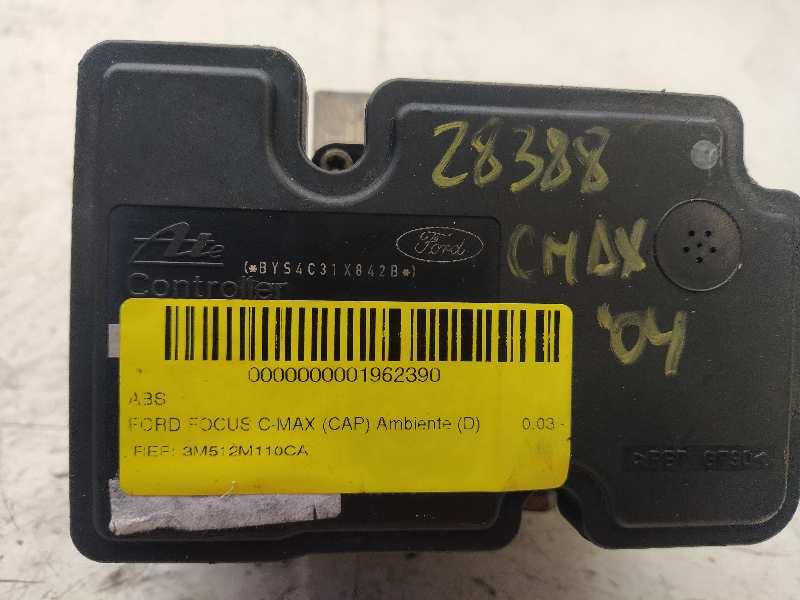 28388
CMAX
'04
Ate
Ford
(*BYS4C31X842B*)
Controller
0000000001962390
ABS
FORD FOCUS C-MAX (CAP) Ambiente (D) 0.03 -
REF: 3M512M110CA